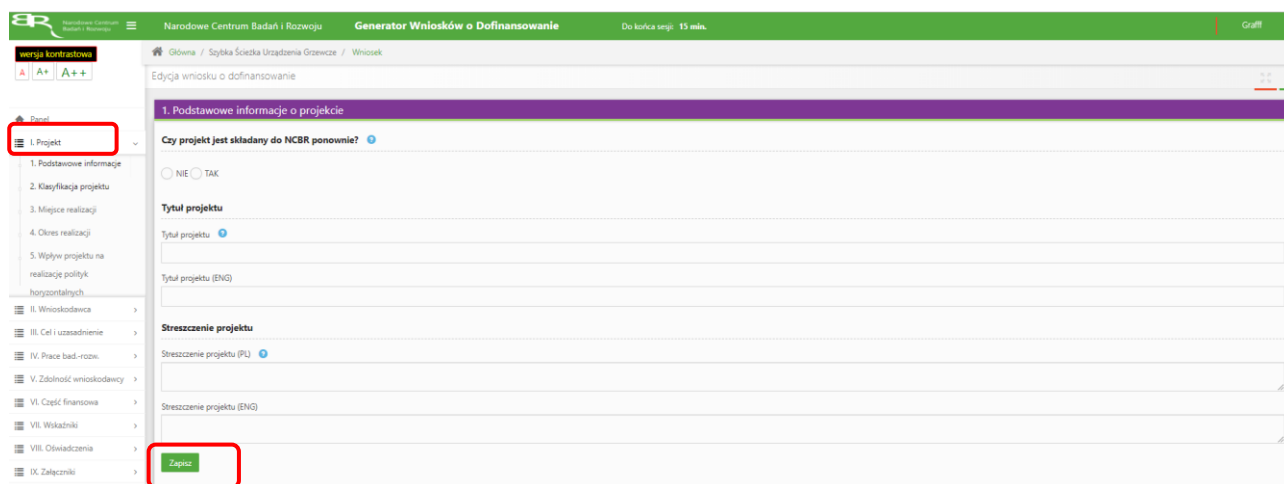 Narodowe Centrum
Badań i Rozwoju
Narodowe Centrum Badań i Rozwoju
Generator Wniosków o Dofinansowanie
Do końca sesji: 15 min.
Grafff
wersja kontrastowa
A A+ A++
Główna / Szybka Ścieżka Urządzenia Grzewcze / Wniosek
Edycja wniosku o dofinansowanie
Panel
I. Projekt
1. Podstawowe informacje
2. Klasyfikacja projektu
3. Miejsce realizacji
4. Okres realizacji
5. Wpływ projektu na
realizację polityk
horyzontalnych
II. Wnioskodawca
III. Cel i uzasadnienie
IV. Prace bad.-rozw.
V. Zdolność wnioskodawcy
VI. Część finansowa
VII. Wskaźniki
VIII. Oświadczenia
IX. Załączniki
1. Podstawowe informacje o projekcie
Czy projekt jest składany do NCBR ponownie?
NIE TAK
Tytuł projektu
Tytuł projektu
Tytuł projektu (ENG)
Streszczenie projektu
Streszczenie projektu (PL)
Streszczenie projektu (ENG)
Zapisz